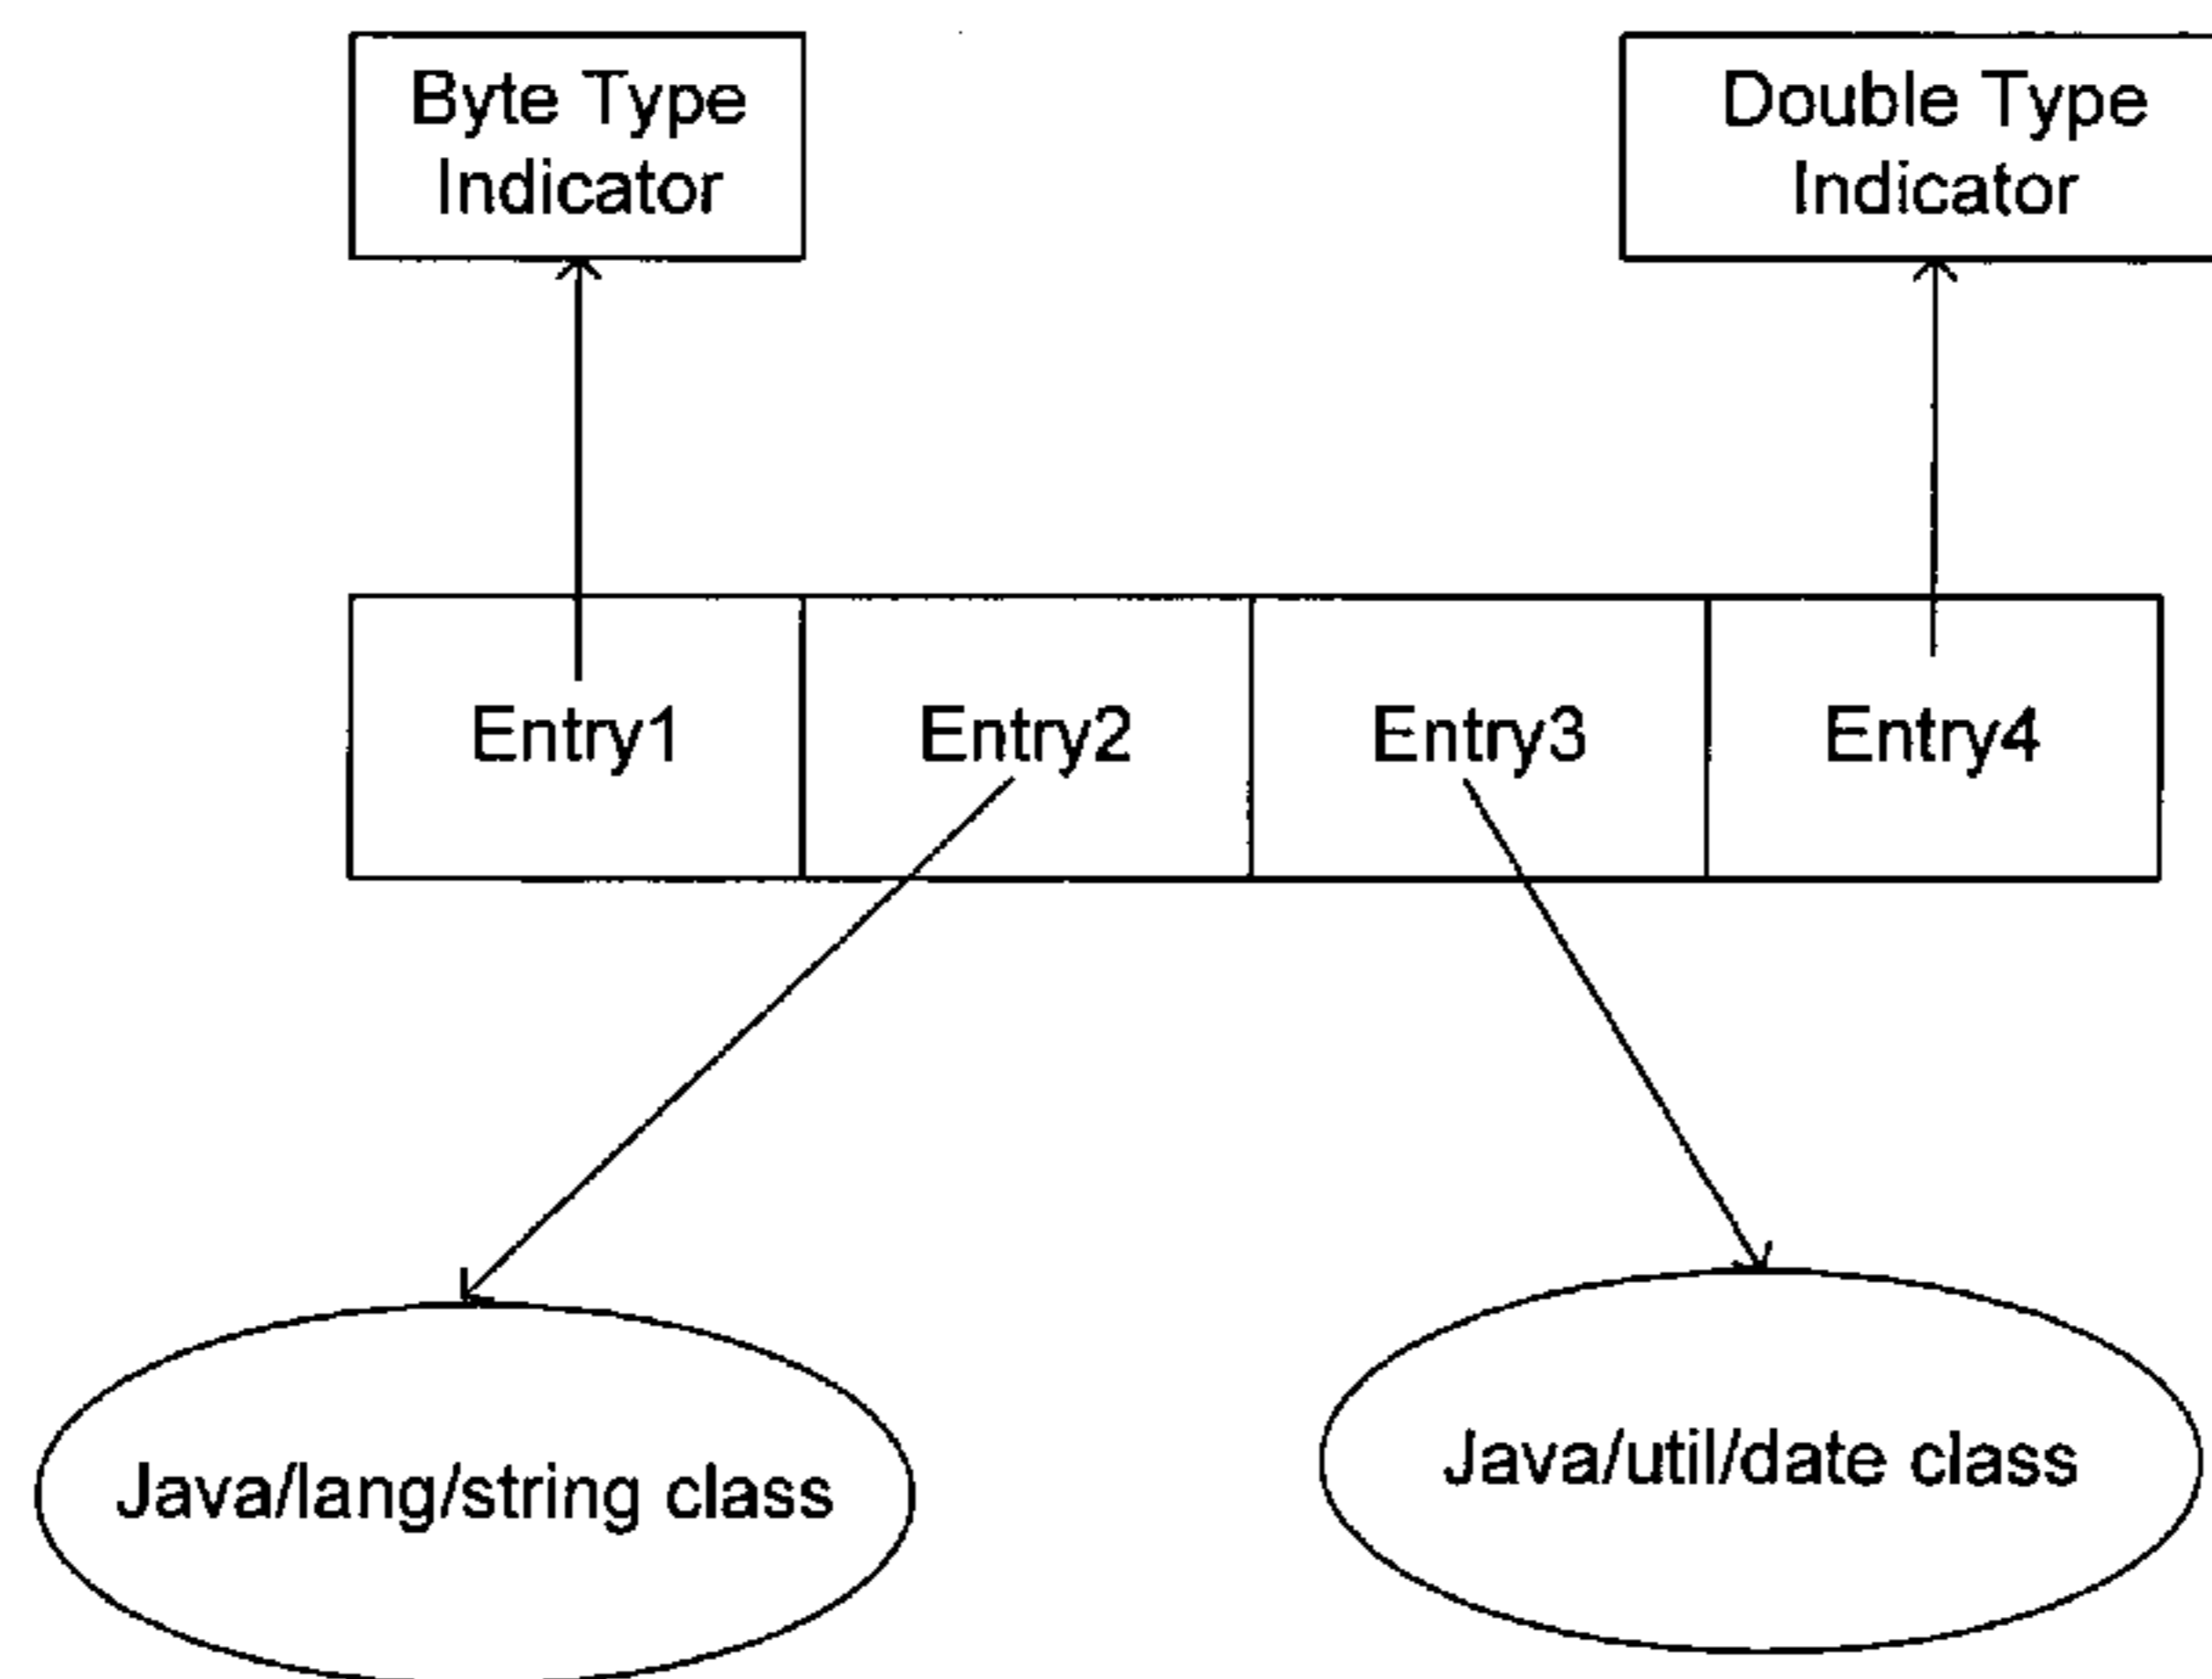 Byte Type
Indicator
Double Type
Indicator
Entry1
Entry2
Entry3
Entry4
Java/lang/string class
Java/util/date class